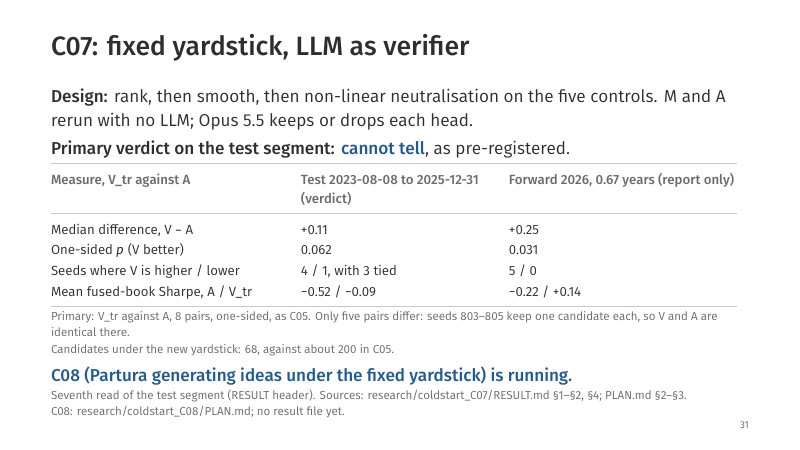 C07: fixed yardstick, LLM as verifier
Design: rank, then smooth, then non-linear neutralisation on the five controls. M and A
rerun with no LLM; Opus 5.5 keeps or drops each head.
Primary verdict on the test segment: cannot tell, as pre-registered.
Measure, V_tr against A
Test 2023-08-08 to 2025-12-31
(verdict)
Forward 2026, 0.67 years (report only)
Median difference, V − A +0.11 +0.25
One-sided p (V better) 0.062 0.031
Seeds where V is higher / lower 4 / 1, with 3 tied 5 / 0
Mean fused-book Sharpe, A / V_tr −0.52 / −0.09 −0.22 / +0.14
Primary: V_tr against A, 8 pairs, one-sided, as C05. Only five pairs differ: seeds 803–805 keep one candidate each, so V and A are
identical there.
Candidates under the new yardstick: 68, against about 200 in C05.
C08 (Partura generating ideas under the fixed yardstick) is running.
Seventh read of the test segment (RESULT header). Sources: research/coldstart_C07/RESULT.md §1–§2, §4; PLAN.md §2–§3.
C08: research/coldstart_C08/PLAN.md; no result file yet.
31